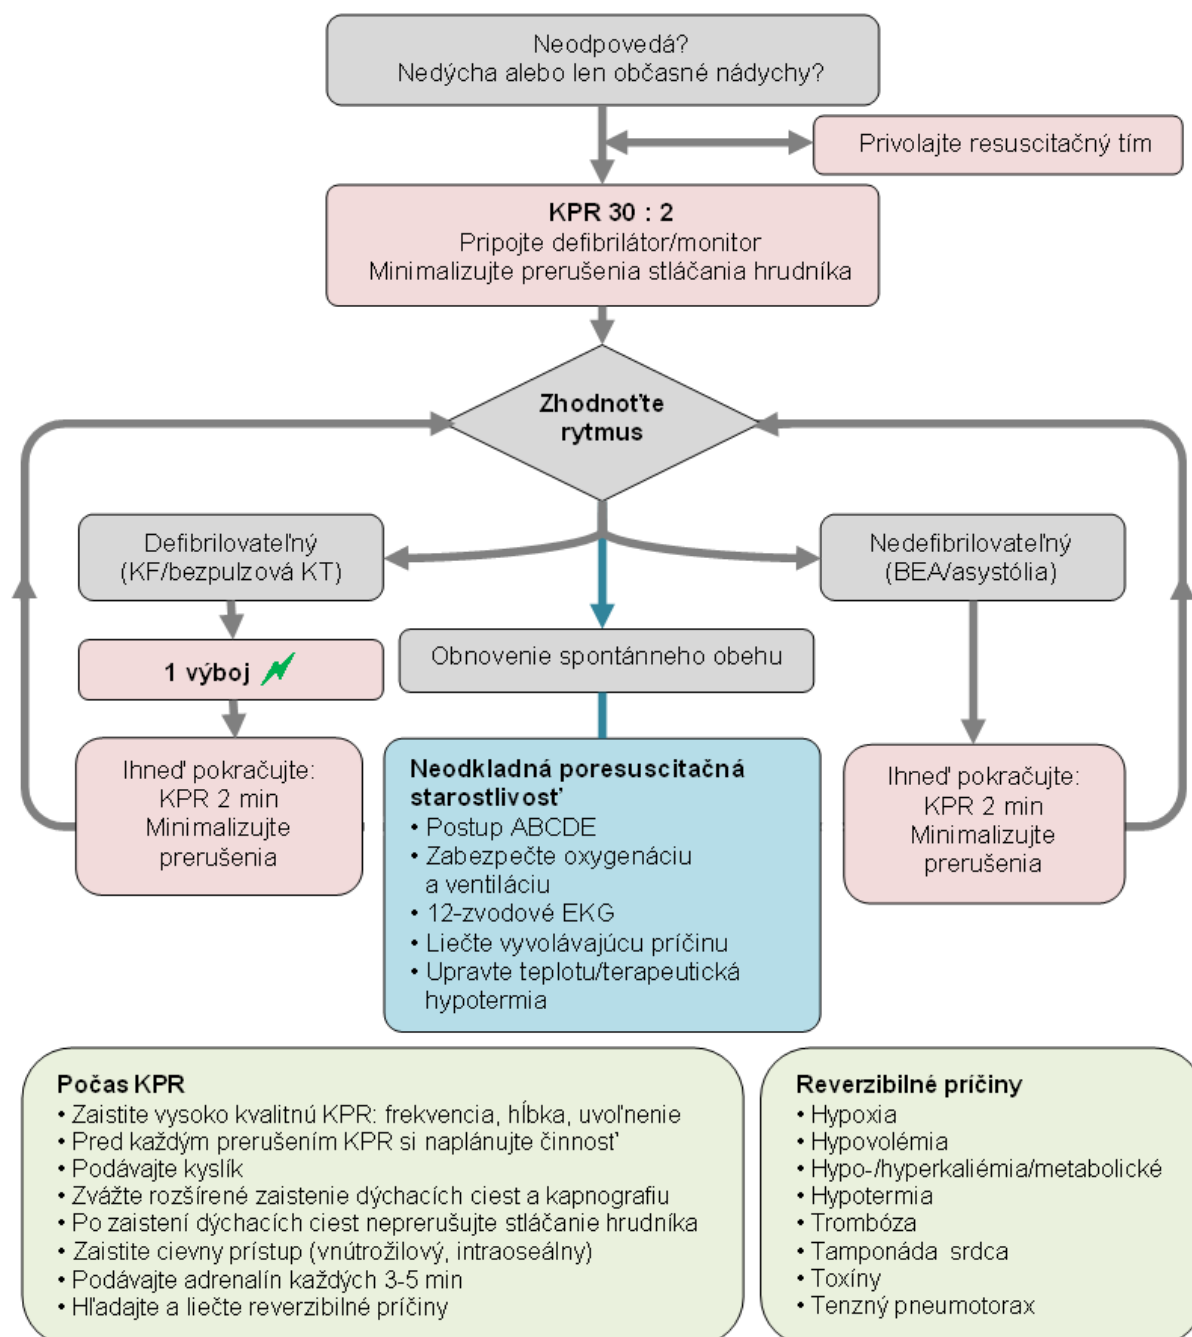 Neodpovedá?
Nedýcha alebo len občasné nádychy?
Privolajte resuscitačný tím
KPR 30 : 2
Pripojte defibrilátor/monitor
Minimalizujte prerušenia stláčania hrudníka
Zhodnoťte
rytmus
Defibrilovateľný
(KF/bezpulzová KT)
Nedefibrilovateľný
(BEA/asystólia)
1 výboj
Obnovenie spontánneho obehu
Ihneď pokračujte:
KPR 2 min
Minimalizujte
prerušenia
Neodkladná poresuscitačná
starostlivosť
• Postup ABCDE
• Zabezpečte oxygenáciu
a ventiláciu
• 12-zvodové EKG
• Liečte vyvolávajúcu príčinu
• Upravte teplotu/terapeutická
hypotermia
Ihneď pokračujte:
KPR 2 min
Minimalizujte
prerušenia
Počas KPR
• Zaistite vysoko kvalitnú KPR: frekvencia, hĺbka, uvoľnenie
• Pred každým prerušením KPR si naplánujte činnosť
• Podávajte kyslík
• Zvážte rozšírené zaistenie dýchacích ciest a kapnografiu
• Po zaistení dýchacích ciest neprerušujte stláčanie hrudníka
• Zaistite cievny prístup (vnútrožilový, intraoseálny)
• Podávajte adrenalín každých 3-5 min
• Hľadajte a liečte reverzibilné príčiny
Reverzibilné príčiny
• Hypoxia
• Hypovolémia
• Hypo-/hyperkaliémia/metabolické
• Hypotermia
• Trombóza
• Tamponáda srdca
• Toxíny
• Tenzný pneumotorax